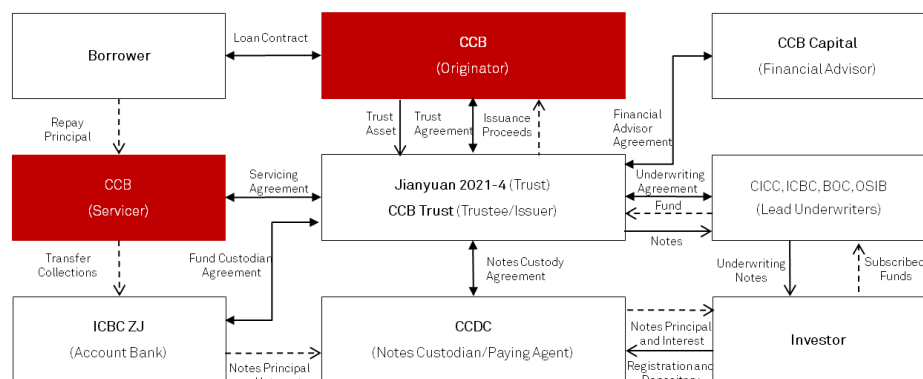 Borrower
Loan Contract
CCB
(Originator)
CCB Capital
(Financial Advisor)
Repay
Principal
Trust
Asset
Trust
Agreement
Issuance
Proceeds
Financial
Advisor
Agreement
CCB
(Servicer)
Servicing
Agreement
Jianyuan 2021-4 (Trust)
CCB Trust (Trustee/Issuer)
Underwriting
Agreement
Fund
Notes
CICC, ICBC, BOC, OSIB
(Lead Underwriters)
Transfer
Collections
Fund Custodian
Agreement
Notes Custody
Agreement
Underwriting
Notes
Subscribed
Funds
ICBC ZJ
(Account Bank)
Notes Principal
CCDC
(Notes Custodian/Paying Agent)
Notes Principal
and Interest
Registration and
Investor